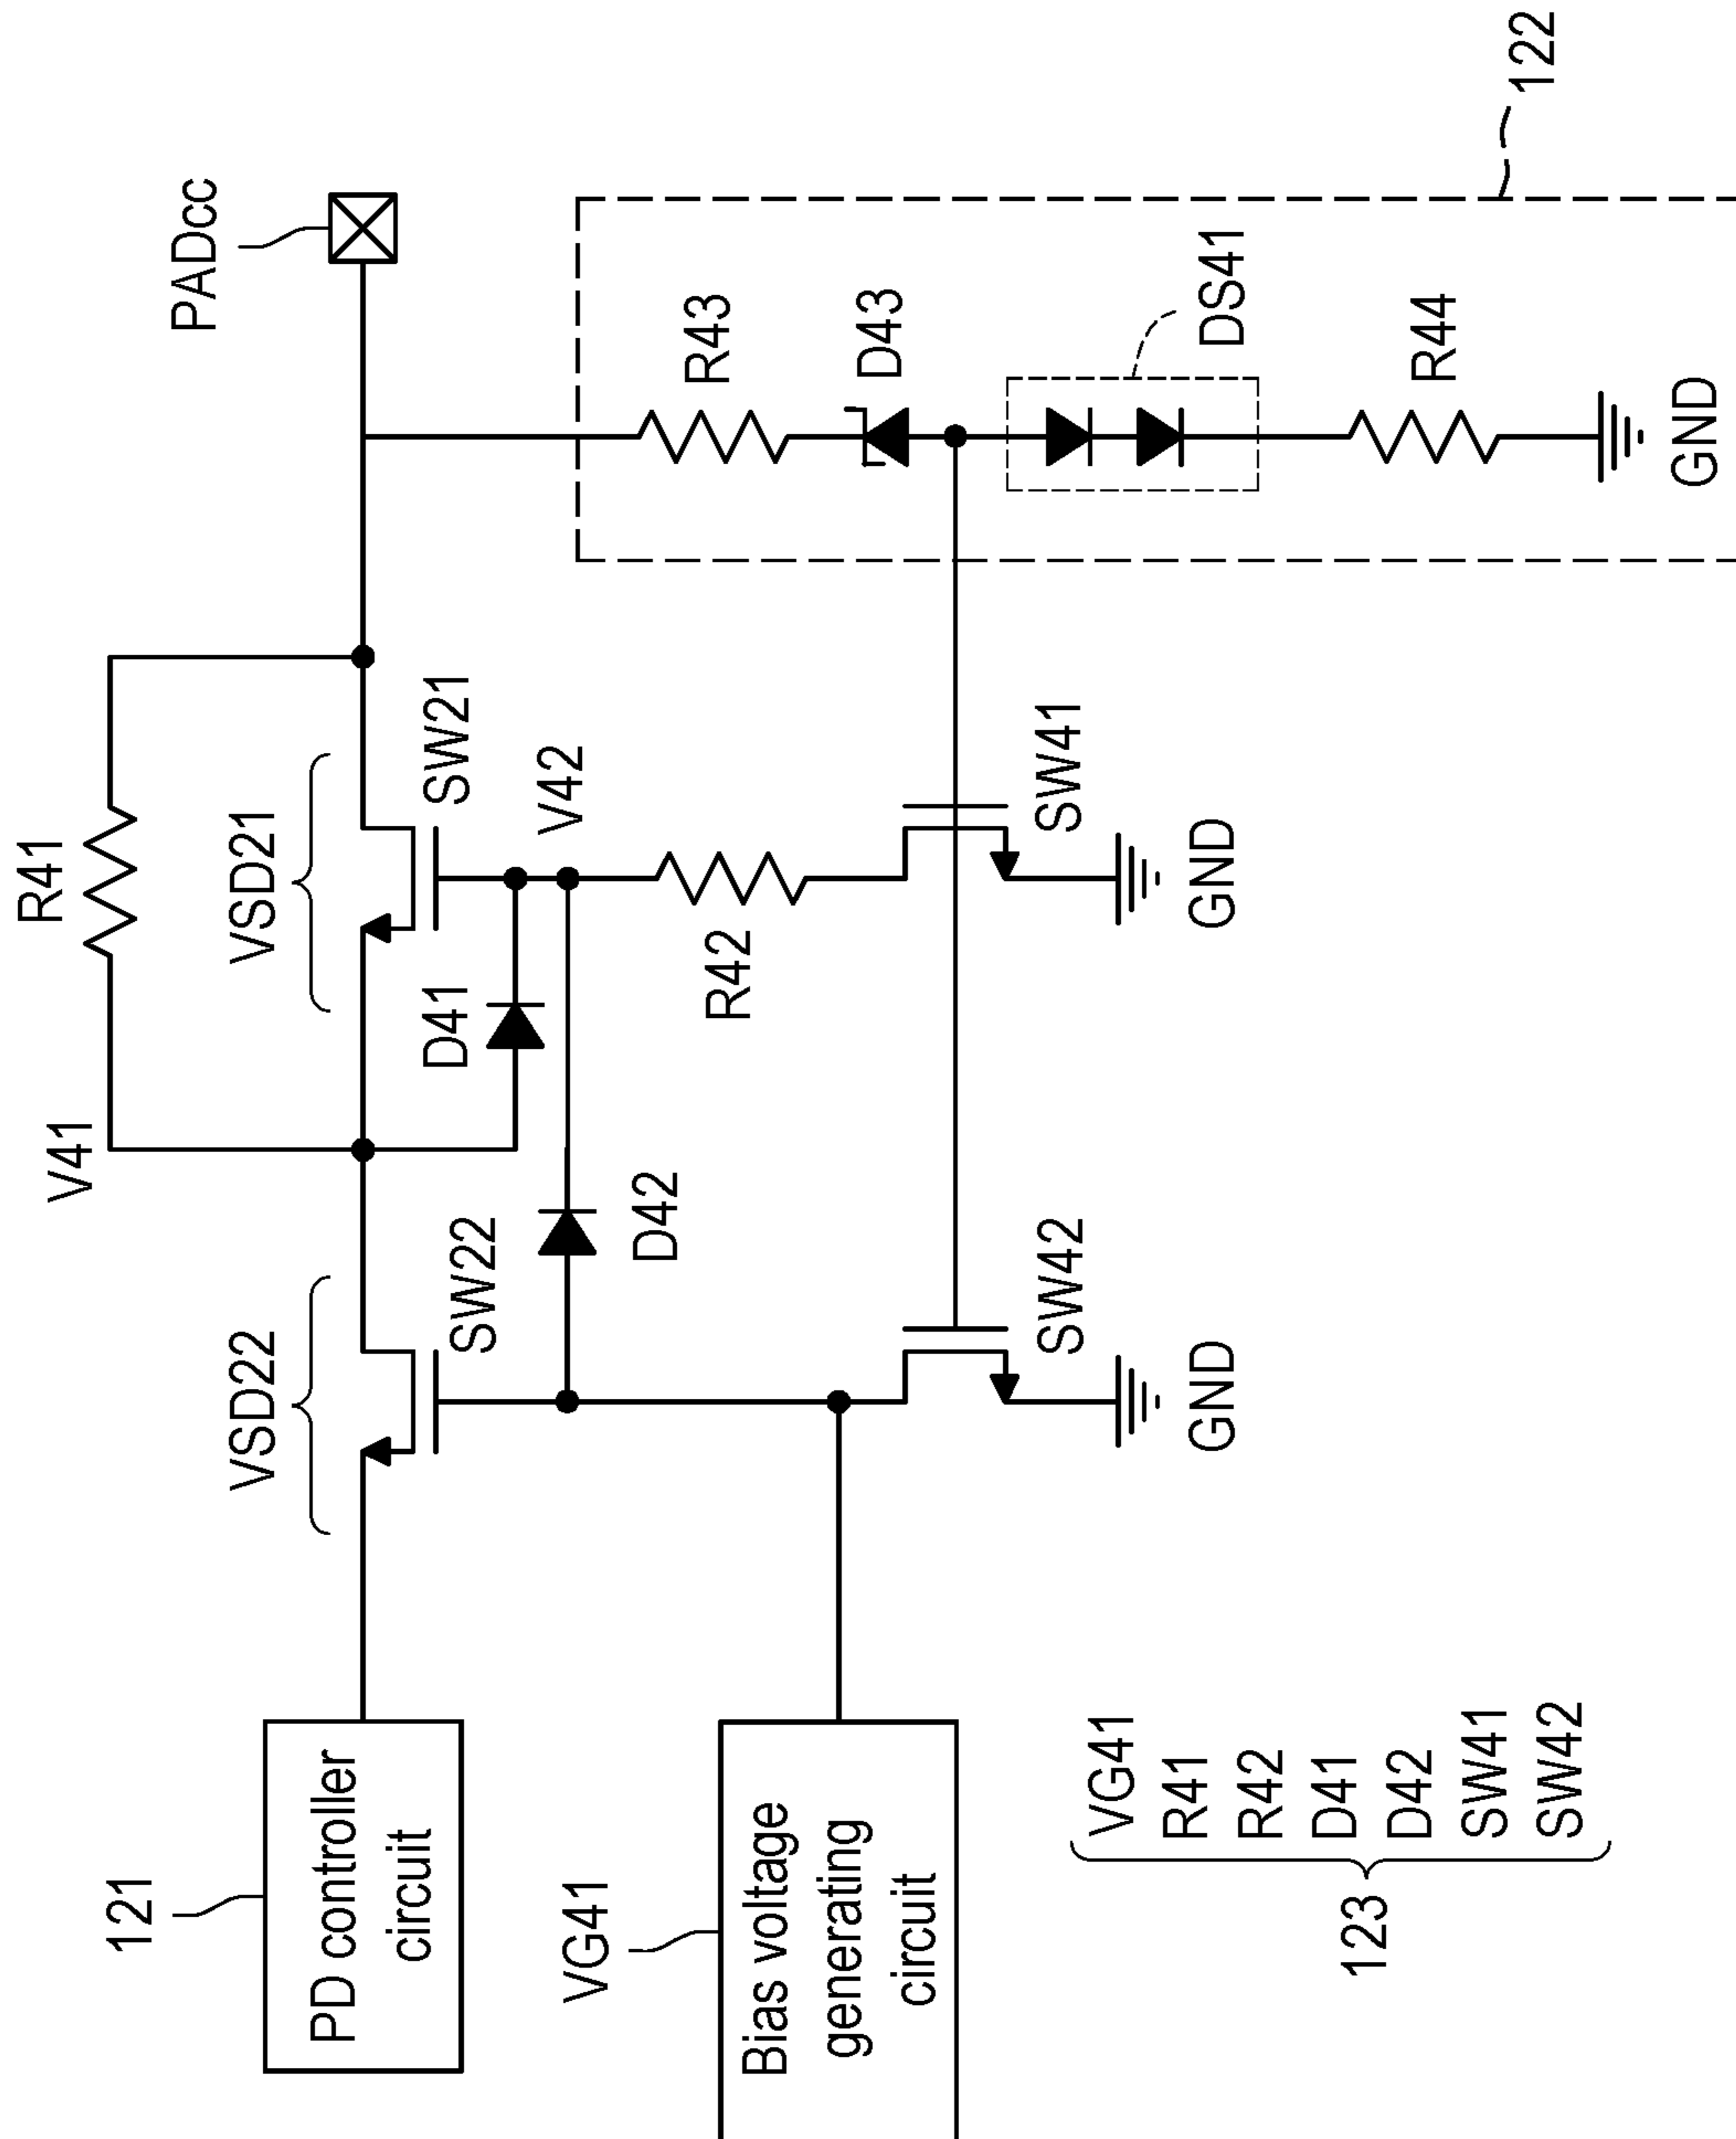 121
PD controller
circuit
VSD22
SW22
V41
R41
VSD21
SW21
D41
V42
PADcc
D42
R42
R43
D43
DS41
R44
GND
122
VG41
Bias voltage
generating
circuit
SW42
GND
SW41
GND
123
VG41
R41
R42
D41
D42
SW41
SW42